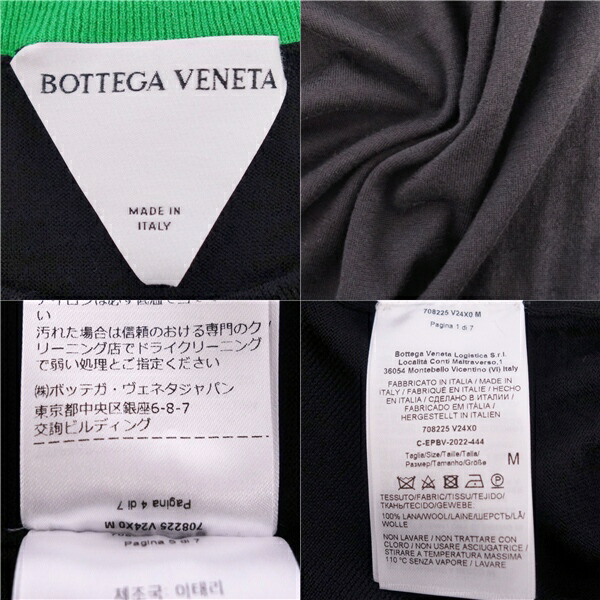 BOTTEGA VENETA
MADE IN
ITALY
い
汚れた場合は信頼のおける専門のク
リーニング店でドライクリーニング
で弱い処理とご指定ください
㈱ボッテガ・ヴェネタジャパン
東京都中央区銀座6-8-7
交詢ビルディング
Pagina 4 di 7
708225 V24X0 M
Pagina 5 di 7
제조국: 이태리
708225 V24X0 M
Pagina 1 di 7
Bottega Veneta Logistica S.r.l.
Località Conti Maltraverso,1
36054 Montebello Vicentino (VI) Italy
FABBRICATO IN ITALIA / MADE IN
ITALY / FABRIQUÉ EN ITALIE / HECHO
EN ITALIA / СДЕЛАНО В ИТАЛИИ /
FABRICADO EM ITÁLIA /
HERGESTELLT IN ITALIEN
708225 V24X0
C-EPBV-2022-444
Taglia/Size/Taille/Talla/
Размер/Tamanho/Größe
M
TESSUTO/FABRIC/TISSU/TEJIDO/
ТКАНЬ/TECIDO/GEWEBE
100% LANA/WOOL/LAINE/ШЕРСТЬ/LÃ/
WOLLE
NON LAVARE / NON TRATTARE CON
CLORO / NON USARE ASCIUGATRICE /
STIRARE A TEMPERATURA MASSIMA
110 °C SENZA VAPORE / LAVARE